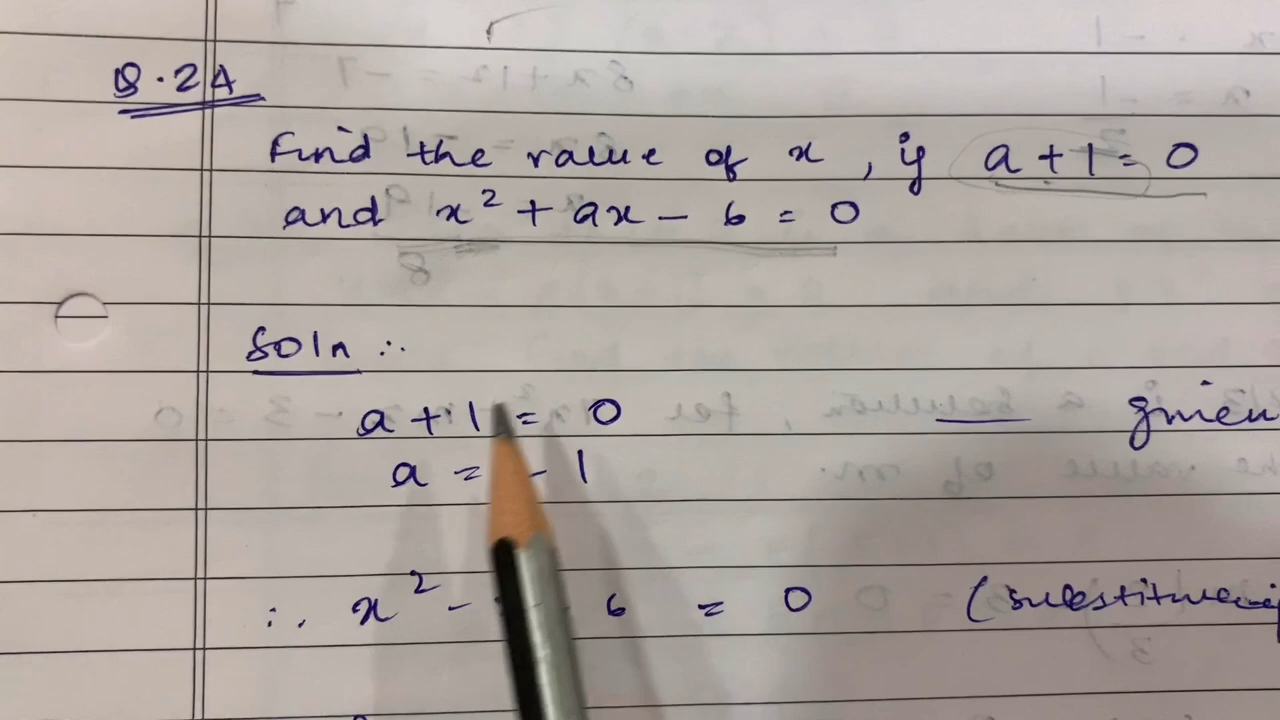 Q.24
Find the value of x, if a + 1 = 0
and x² + ax - 6 = 0
Soln ∴
a + 1 = 0 — given
a = - 1
∴ x² - 6 = 0